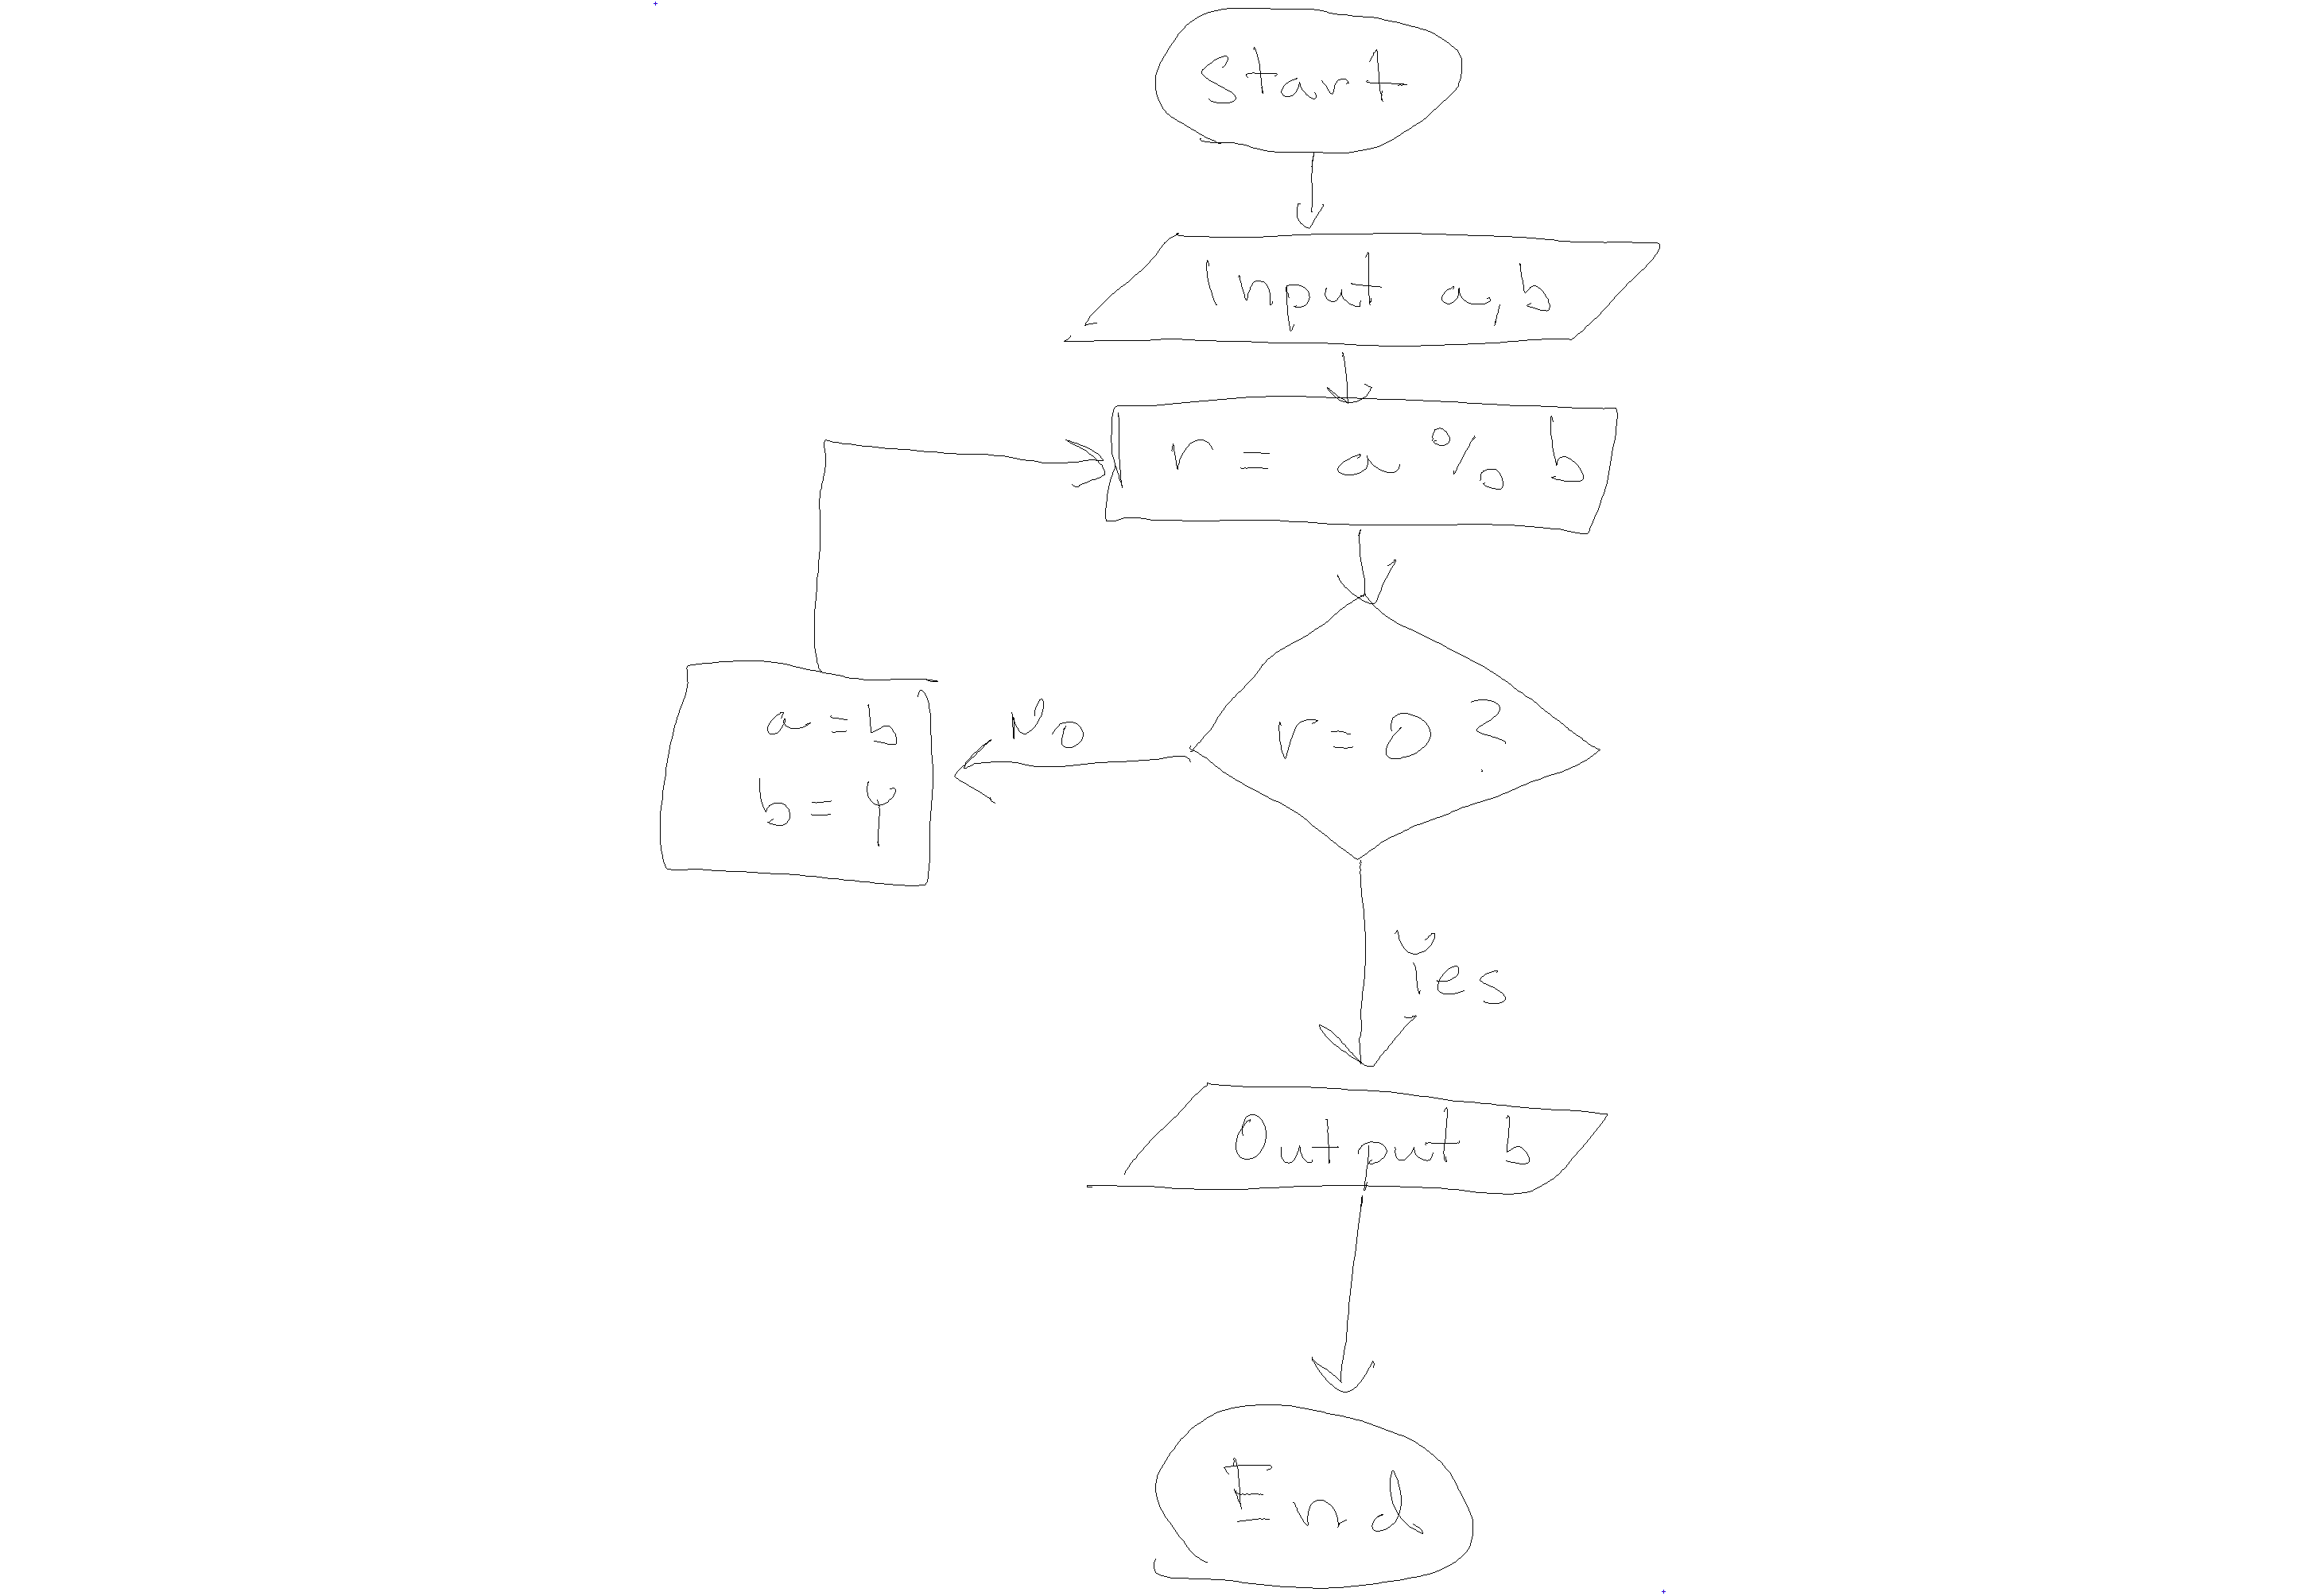 Start
Input a,b
r = a % b
r = 0 ?
No
a = b
b = Y
Yes
Output b
End